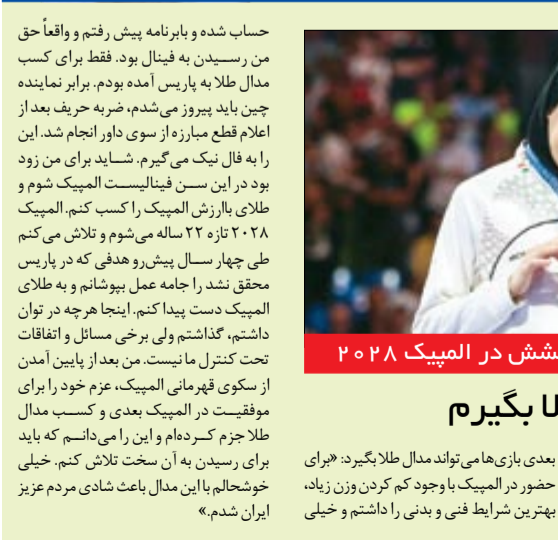 شش در المپیک ۲۰۲۸
لا بگیرم
بعدی بازی‌ها می‌تواند مدال طلا بگیرد: «برای
حضور در المپیک با وجود کم کردن وزن زیاد،
بهترین شرایط فنی و بدنی را داشتم و خیلی
حساب شده و بابرنامه پیش رفتم و واقعاً حق
من رسیدن به فینال بود. فقط برای کسب
مدال طلا به پاریس آمده بودم. برابر نماینده
چین باید پیروز می‌شدم، ضربه حریف بعد از
اعلام قطع مبارزه از سوی داور انجام شد. این
را به فال نیک می‌گیرم. شاید برای من زود
بود در این سن فینالیست المپیک شوم و
طلای باارزش المپیک را کسب کنم. المپیک
۲۰۲۸ تازه ۲۲ ساله می‌شوم و تلاش می‌کنم
طی چهار سال پیش‌رو هدفی که در پاریس
محقق نشد را جامه عمل بپوشانم و به طلای
المپیک دست پیدا کنم. اینجا هرچه در توان
داشتم، گذاشتم ولی برخی مسائل و اتفاقات
تحت کنترل ما نیست. من بعد از پایین آمدن
از سکوی قهرمانی المپیک، عزم خود را برای
موفقیت در المپیک بعدی و کسب مدال
طلا جزم کرده‌ام و این را می‌دانم که باید
برای رسیدن به آن سخت تلاش کنم. خیلی
خوشحالم با این مدال باعث شادی مردم عزیز
ایران شدم.»